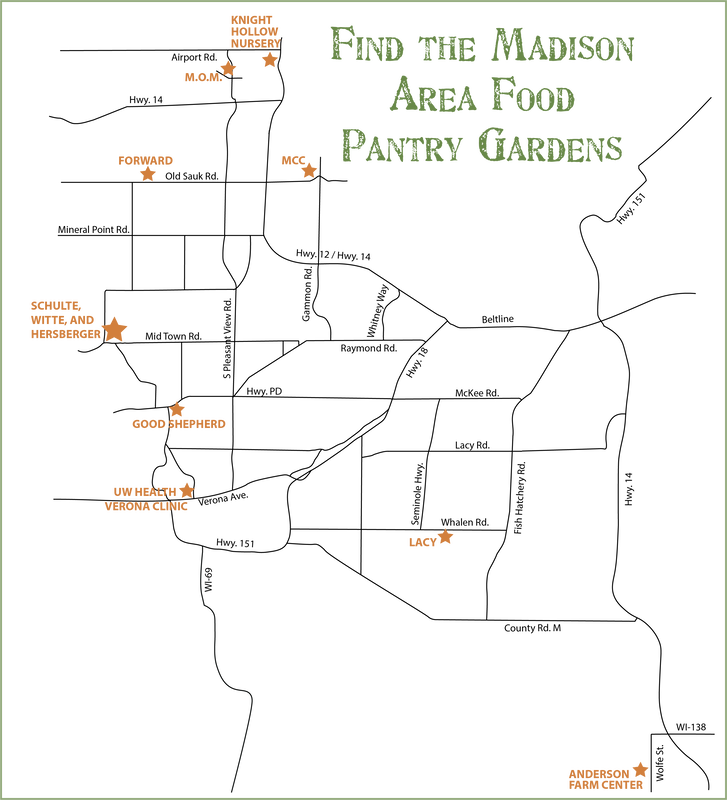 FIND THE MADISON
AREA FOOD
PANTRY GARDENS
KNIGHT
HOLLOW
NURSERY
Airport Rd.
M.O.M.
Hwy. 14
FORWARD
MCC
Old Sauk Rd.
Hwy. 151
Mineral Point Rd.
Hwy. 12 / Hwy. 14
Gammon Rd.
Whitney Way
SCHULTE,
WITTE, AND
HERSBERGER
S Pleasant View Rd.
Beltline
Mid Town Rd.
Raymond Rd.
Hwy. 18
Hwy. PD
McKee Rd.
GOOD SHEPHERD
Lacy Rd.
Seminole Hwy.
Fish Hatchery Rd.
Hwy. 14
UW HEALTH
VERONA CLINIC
Verona Ave.
Whalen Rd.
LACY
Hwy. 151
WI-69
County Rd. M
WI-138
Wolfe St.
ANDERSON
FARM CENTER